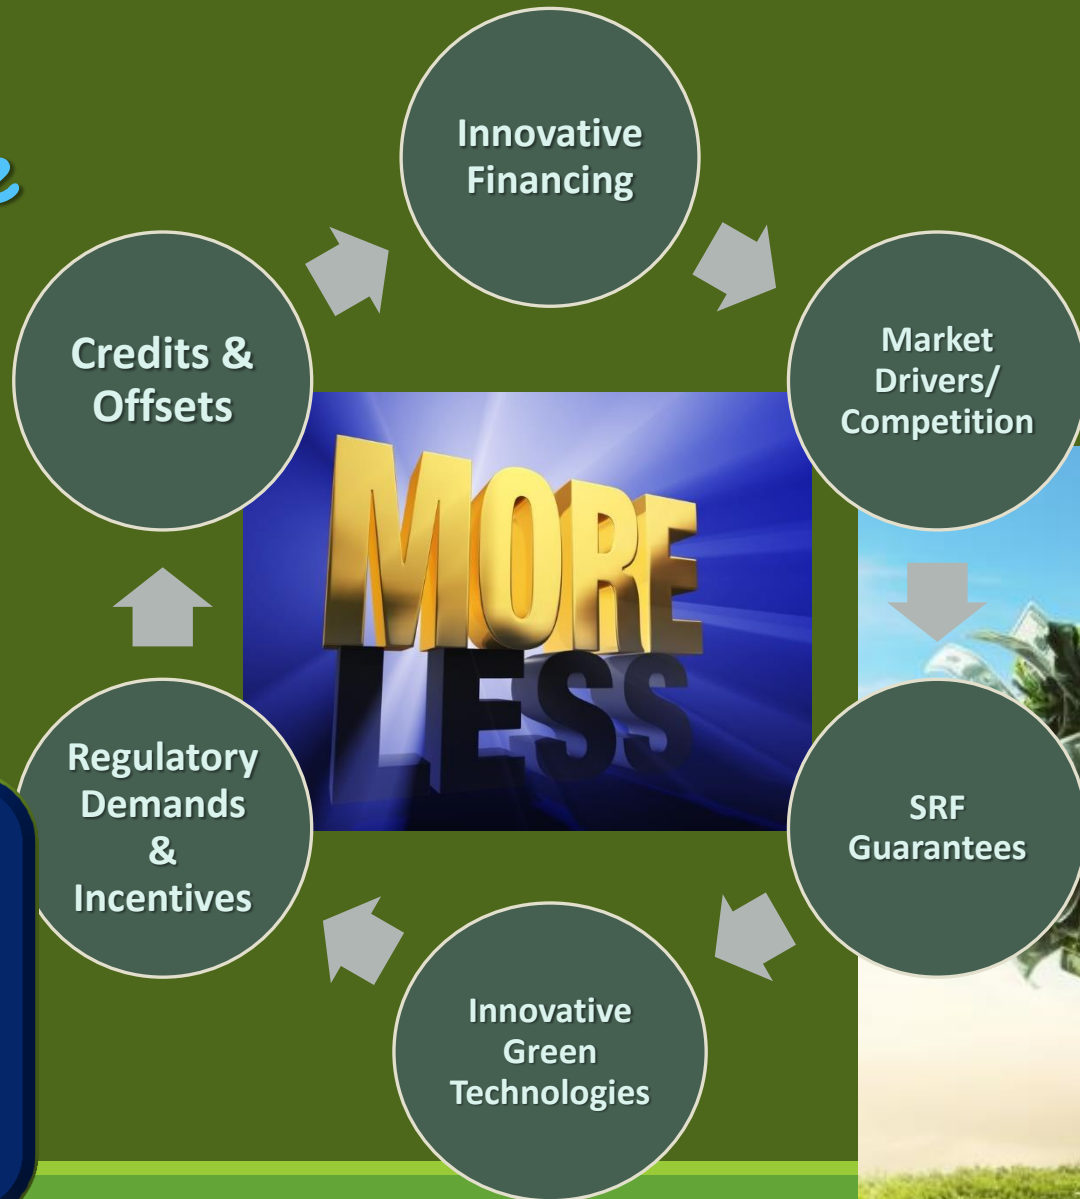 Innovative
Financing
Credits &
Offsets
Market
Drivers/
Competition
MORE
LESS
Regulatory
Demands
&
Incentives
SRF
Guarantees
Innovative
Green
Technologies